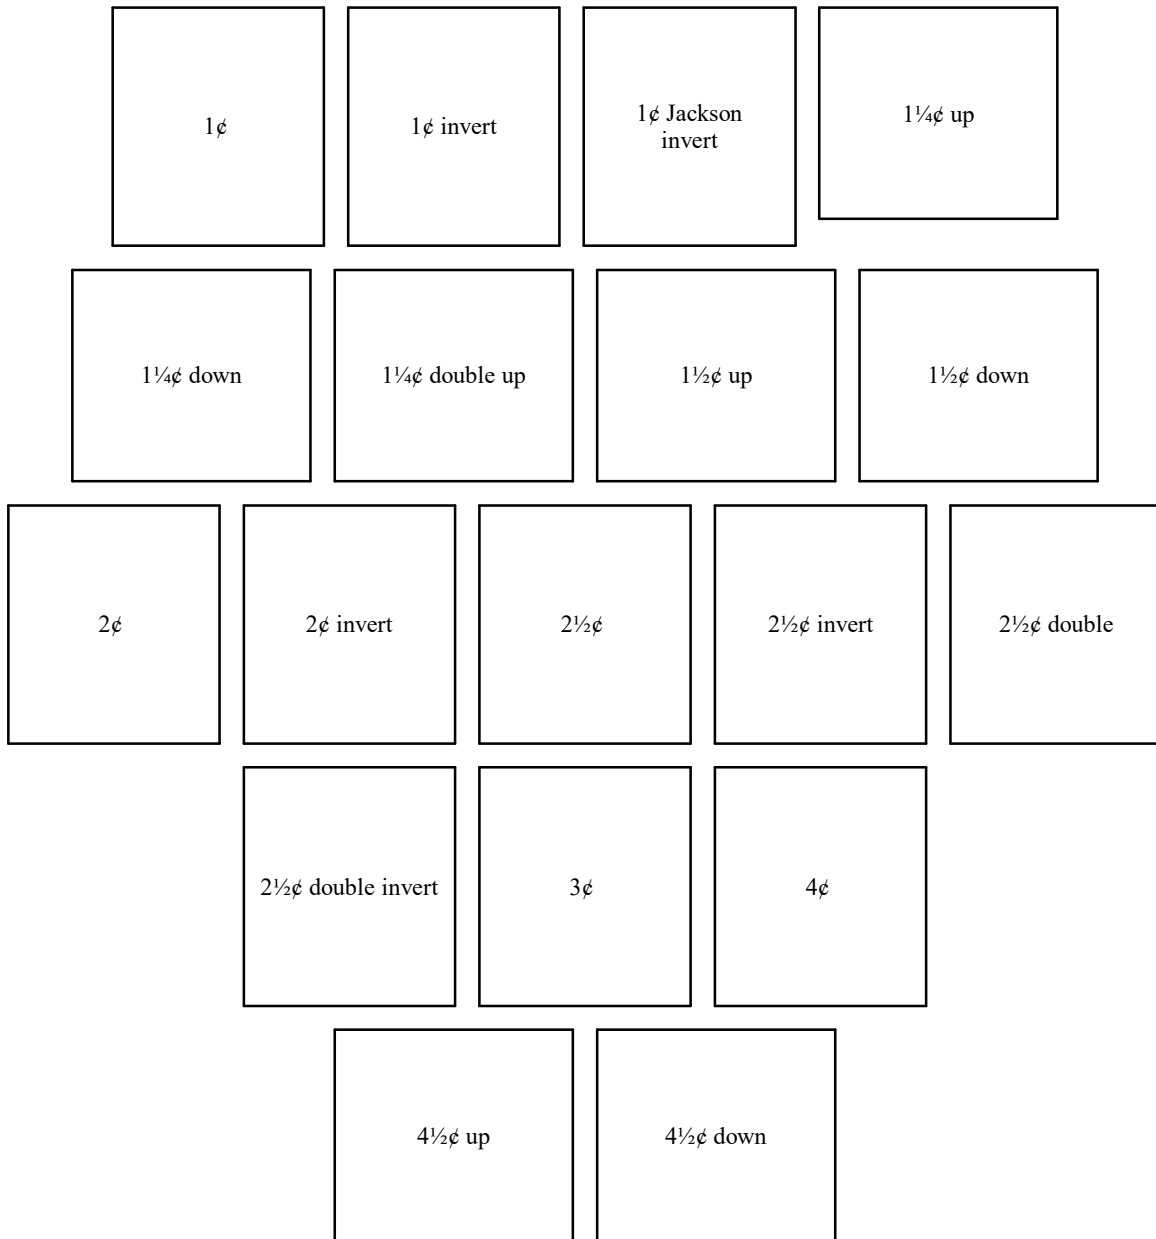 1¢
1¢ invert
1¢ Jackson
invert
1¼¢ up
1¼¢ down
1¼¢ double up
1½¢ up
1½¢ down
2¢
2¢ invert
2½¢
2½¢ invert
2½¢ double
2½¢ double invert
3¢
4¢
4½¢ up
4½¢ down